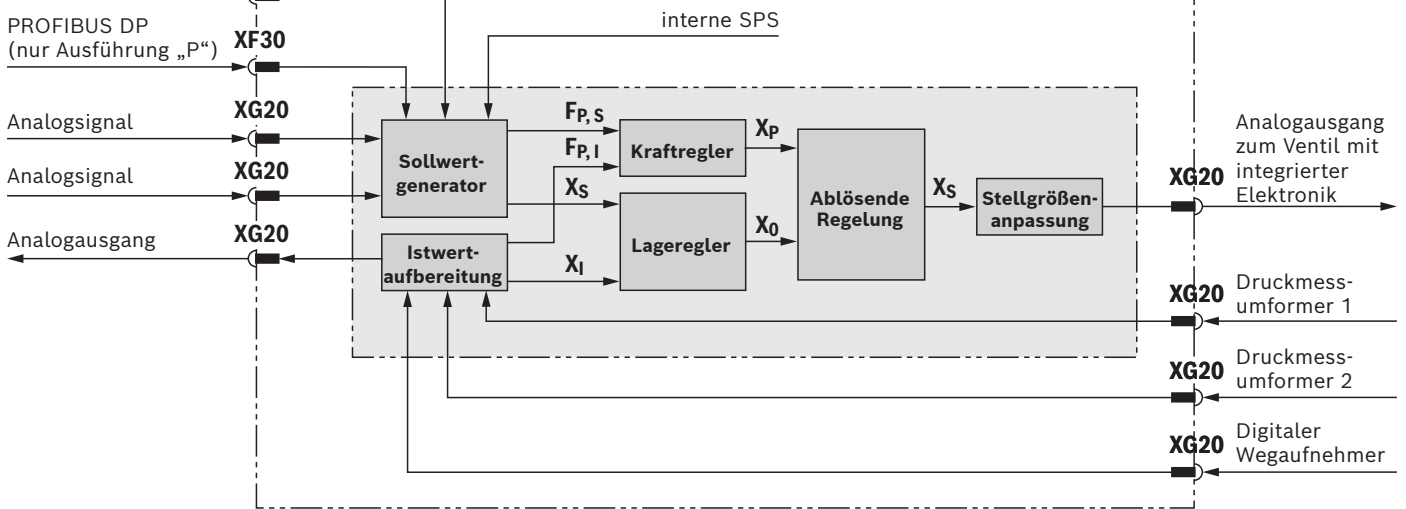 PROFIBUS DP
(nur Ausführung „P“)
XF30
interne SPS
Analogsignal
XG20
Analogsignal
XG20
Analogausgang
XG20
Sollwert-
generator
Istwert-
aufbereitung
FP, S
FP, I
XS
XI
Kraftregler
Lageregler
XP
X0
Ablösende
Regelung
XS
Stellgrößen-
anpassung
XG20
Analogausgang
zum Ventil mit
integrierter
Elektronik
XG20
Druckmess-
umformer 1
XG20
Druckmess-
umformer 2
XG20
Digitaler
Wegaufnehmer